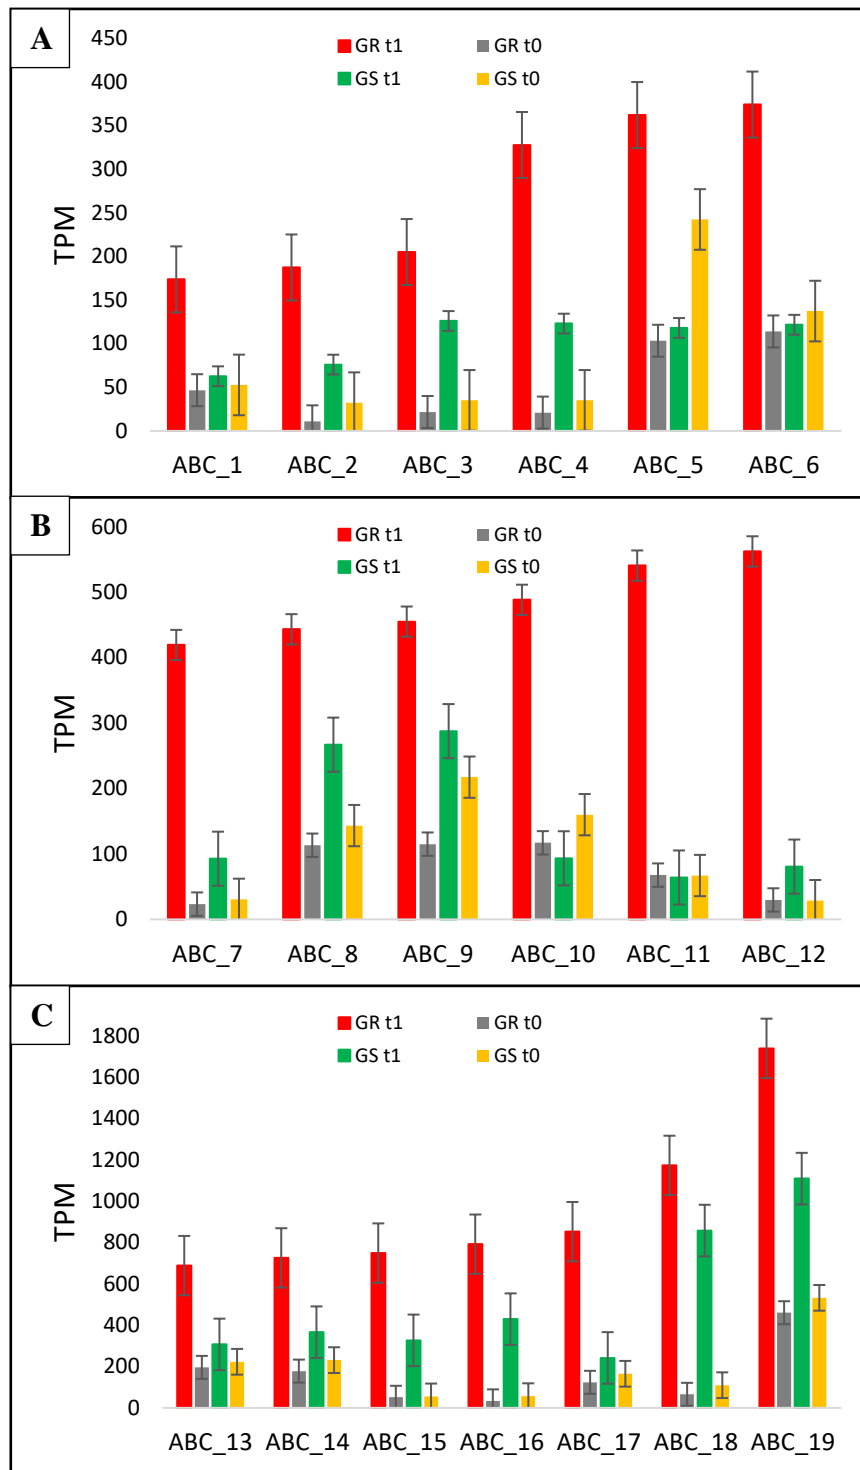 A
GR t1 GR t0
GS t1 GS t0
TPM
450
400
350
300
250
200
150
100
50
0
ABC_1 ABC_2 ABC_3 ABC_4 ABC_5 ABC_6
B
GR t1 GR t0
GS t1 GS t0
TPM
600
500
400
300
200
100
0
ABC_7 ABC_8 ABC_9 ABC_10 ABC_11 ABC_12
C
GR t1 GR t0
GS t1 GS t0
TPM
1800
1600
1400
1200
1000
800
600
400
200
0
ABC_13 ABC_14 ABC_15 ABC_16 ABC_17 ABC_18 ABC_19